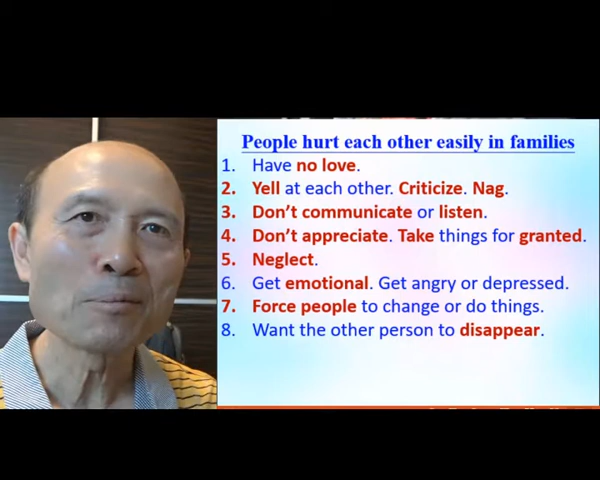 People hurt each other easily in families
1. Have no love.
2. Yell at each other. Criticize. Nag.
3. Don't communicate or listen.
4. Don't appreciate. Take things for granted.
5. Neglect.
6. Get emotional. Get angry or depressed.
7. Force people to change or do things.
8. Want the other person to disappear.